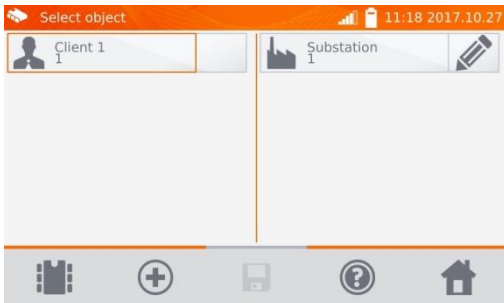 Select object
11:18 2017.10.27
Client 1
1
Substation
1